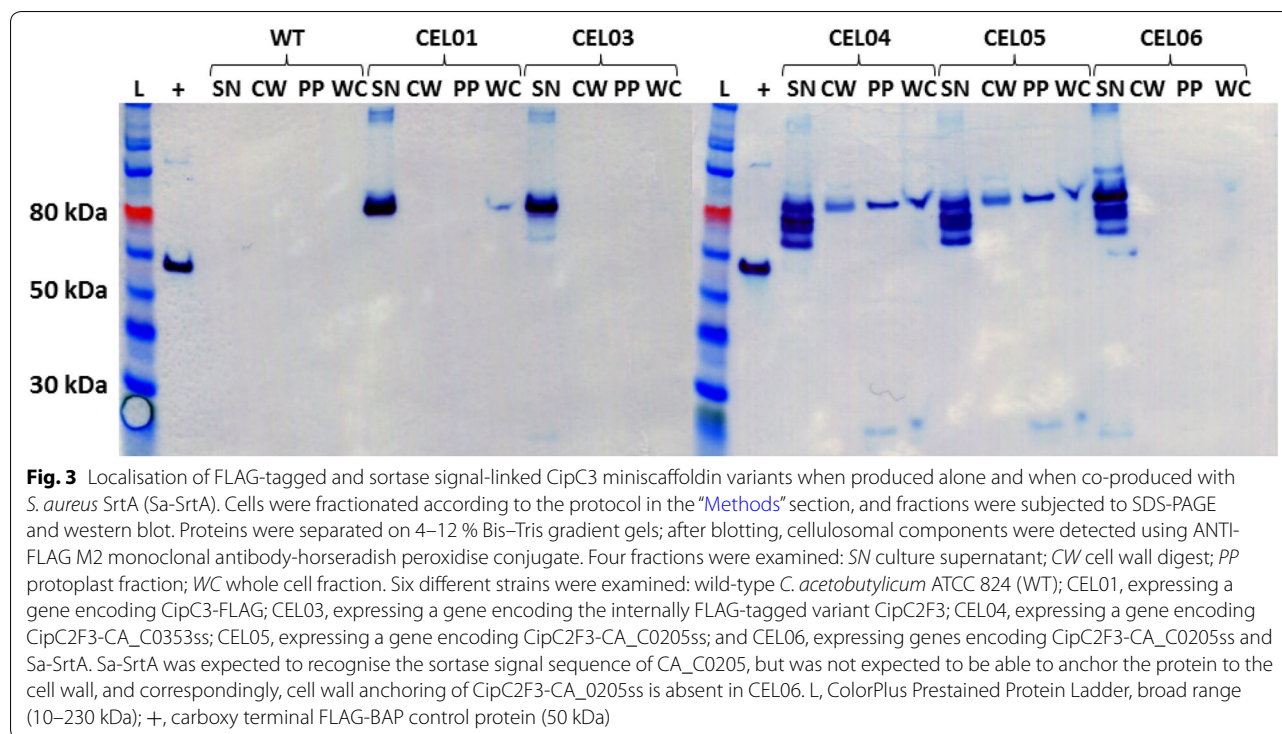 WT CEL01 CEL03 CEL04 CEL05 CEL06
L + SN CW PP WC SN CW PP WC SN CW PP WC L + SN CW PP WC SN CW PP WC SN CW PP WC
80 kDa
50 kDa
30 kDa
Fig. 3 Localisation of FLAG-tagged and sortase signal-linked CipC3 miniscaffoldin variants when produced alone and when co-produced with
S. aureus SrtA (Sa-SrtA). Cells were fractionated according to the protocol in the “Methods” section, and fractions were subjected to SDS-PAGE
and western blot. Proteins were separated on 4–12 % Bis–Tris gradient gels; after blotting, cellulosomal components were detected using ANTI-
FLAG M2 monoclonal antibody-horseradish peroxidise conjugate. Four fractions were examined: SN culture supernatant; CW cell wall digest; PP
protoplast fraction; WC whole cell fraction. Six different strains were examined: wild-type C. acetobutylicum ATCC 824 (WT); CEL01, expressing a
gene encoding CipC3-FLAG; CEL03, expressing a gene encoding the internally FLAG-tagged variant CipC2F3; CEL04, expressing a gene encoding
CipC2F3-CA_C0353ss; CEL05, expressing a gene encoding CipC2F3-CA_C0205ss; and CEL06, expressing genes encoding CipC2F3-CA_C0205ss and
Sa-SrtA. Sa-SrtA was expected to recognise the sortase signal sequence of CA_C0205, but was not expected to be able to anchor the protein to the
cell wall, and correspondingly, cell wall anchoring of CipC2F3-CA_0205ss is absent in CEL06. L, ColorPlus Prestained Protein Ladder, broad range
(10–230 kDa); +, carboxy terminal FLAG-BAP control protein (50 kDa)